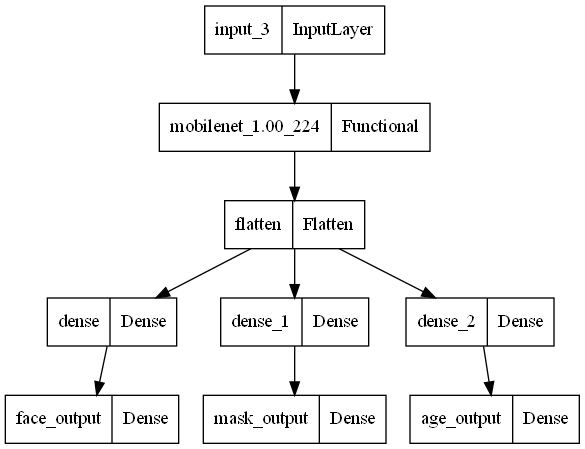 input_3 InputLayer
mobilenet_1.00_224 Functional
flatten Flatten
dense Dense
dense_1 Dense
dense_2 Dense
face_output Dense
mask_output Dense
age_output Dense